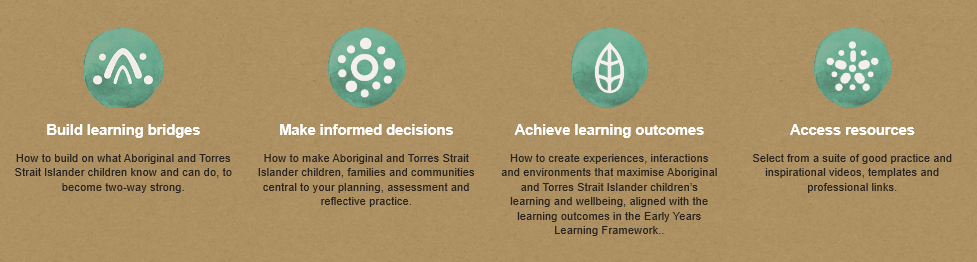 Build learning bridges
How to build on what Aboriginal and Torres
Strait Islander children know and can do, to
become two-way strong.
Make informed decisions
How to make Aboriginal and Torres Strait
Islander children, families and communities
central to your planning, assessment and
reflective practice.
Achieve learning outcomes
How to create experiences, interactions
and environments that maximise Aboriginal
and Torres Strait Islander children's
learning and wellbeing, aligned with the
learning outcomes in the Early Years
Learning Framework..
Access resources
Select from a suite of good practice and
inspirational videos, templates and
professional links.